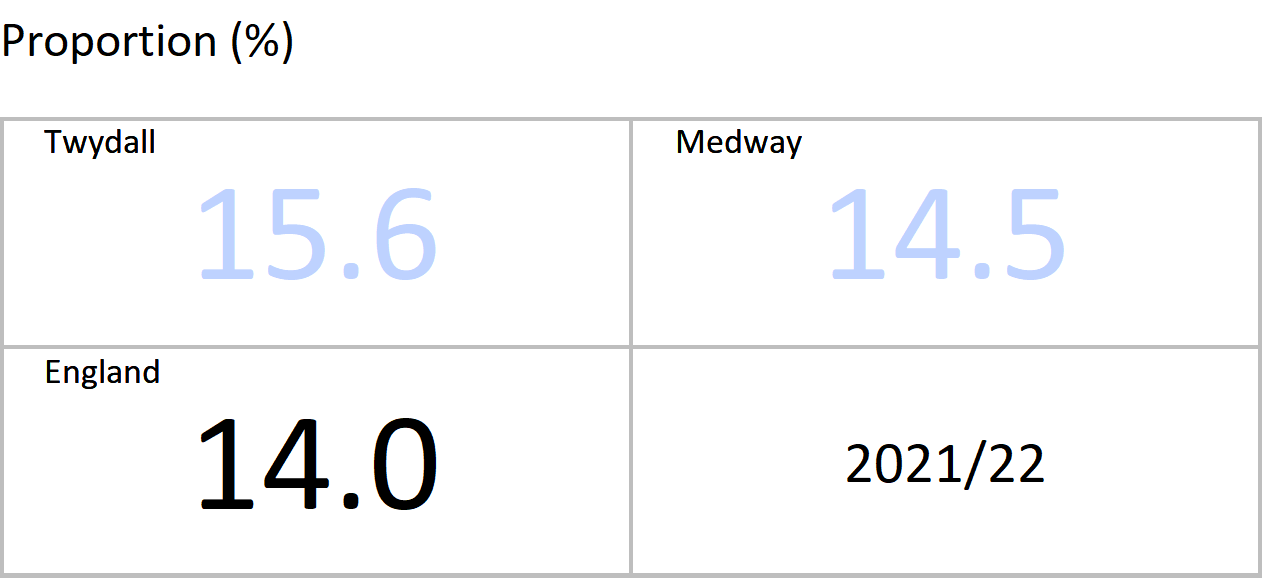 Proportion (%)
Twydall
15.6
Medway
14.5
England
14.0
2021/22